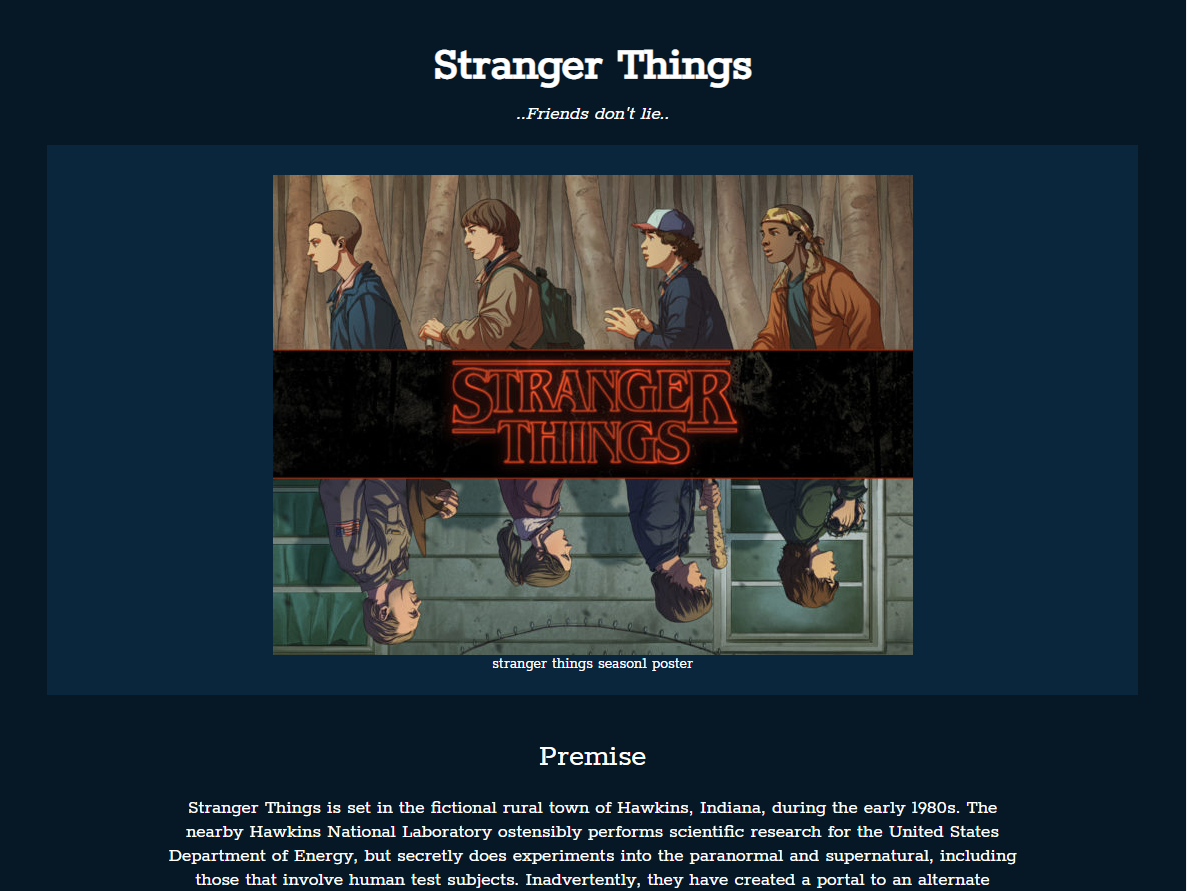 Stranger Things
..Friends don't lie..
STRANGER
THINGS
stranger things season1 poster
Premise
Stranger Things is set in the fictional rural town of Hawkins, Indiana, during the early 1980s. The
nearby Hawkins National Laboratory ostensibly performs scientific research for the United States
Department of Energy, but secretly does experiments into the paranormal and supernatural, including
those that involve human test subjects. Inadvertently, they have created a portal to an alternate